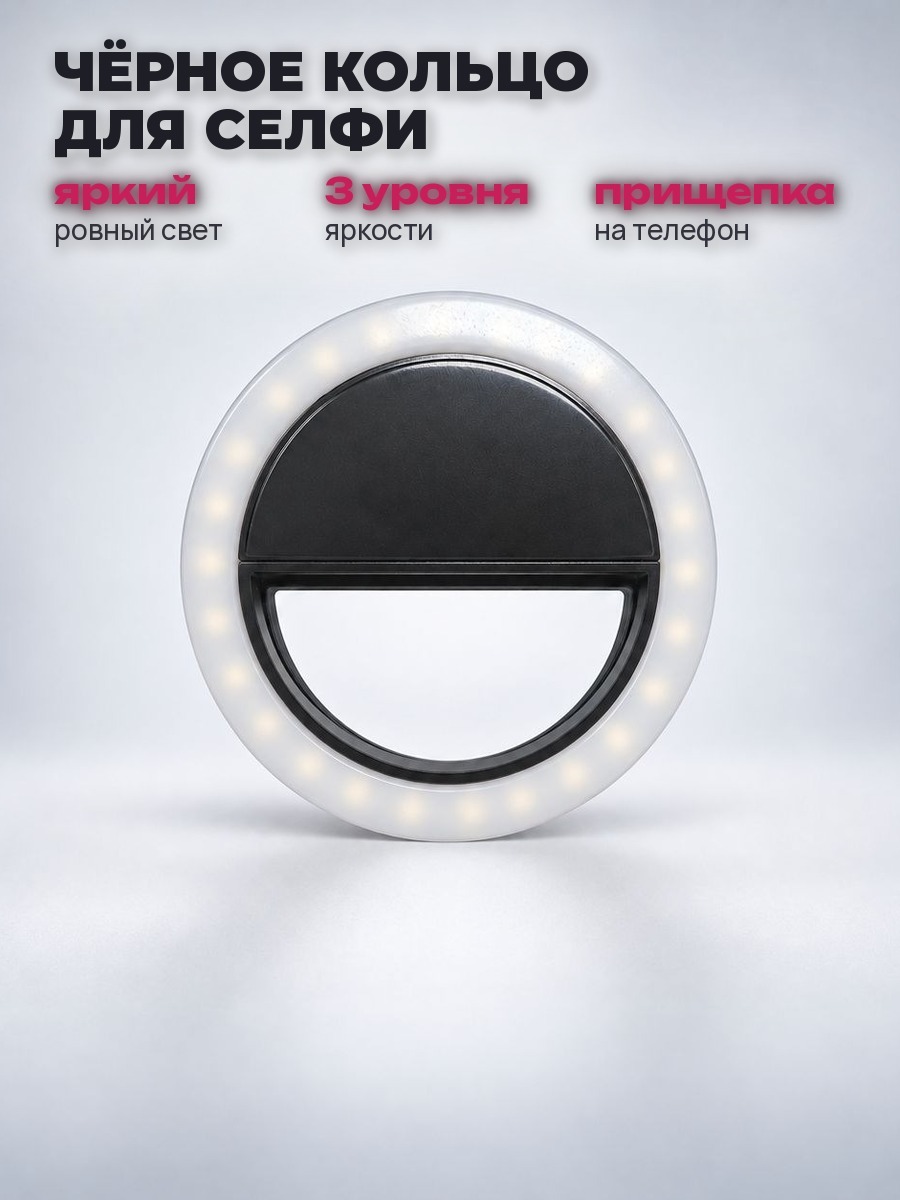 ЧЁРНОЕ КОЛЬЦО
ДЛЯ СЕЛФИ
яркий
ровный свет
3 уровня
яркости
прищепка
на телефон